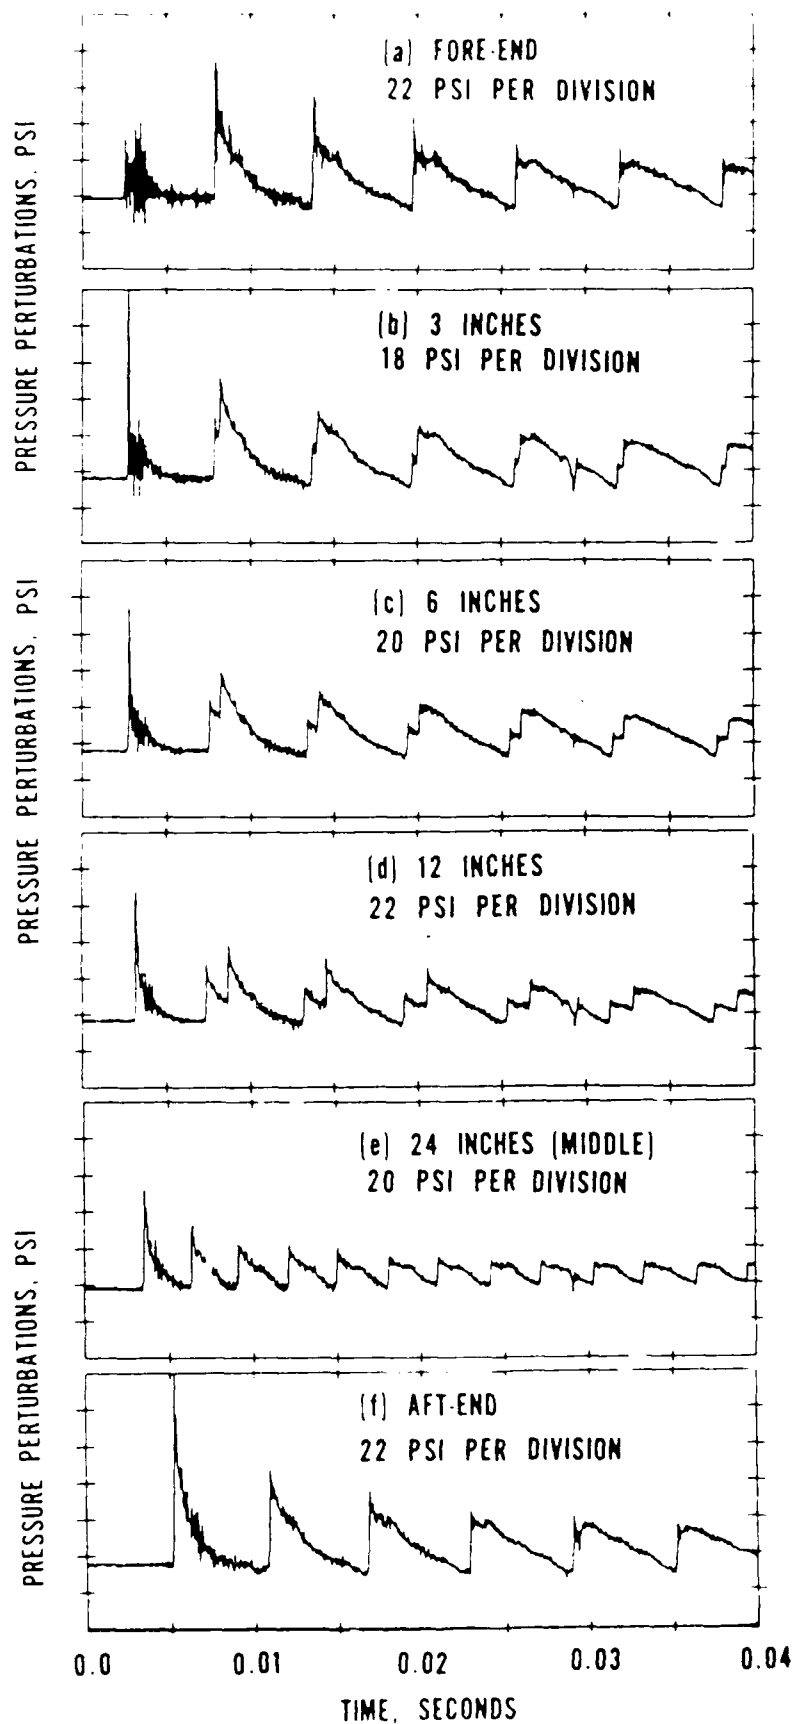 (a) FORE-END
22 PSI PER DIVISION
PRESSURE PERTURBATIONS, PSI
(b) 3 INCHES
18 PSI PER DIVISION
(c) 6 INCHES
20 PSI PER DIVISION
PRESSURE PERTURBATIONS, PSI
(d) 12 INCHES
22 PSI PER DIVISION
(e) 24 INCHES (MIDDLE)
20 PSI PER DIVISION
PRESSURE PERTURBATIONS, PSI
(f) AFT-END
22 PSI PER DIVISION
0.0 0.01 0.02 0.03 0.04
TIME, SECONDS